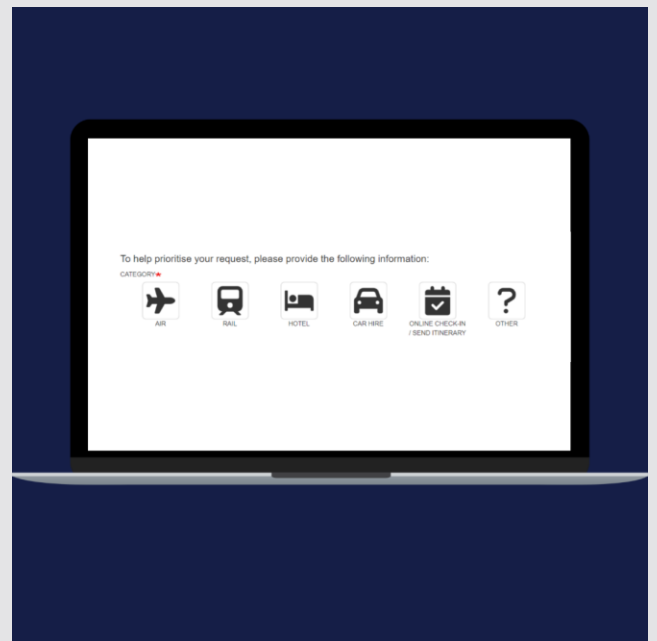 To help prioritise your request, please provide the following information:
CATEGORY*
AIR
RAIL
HOTEL
CAR HIRE
ONLINE CHECK-IN
/ SEND ITINERARY
OTHER